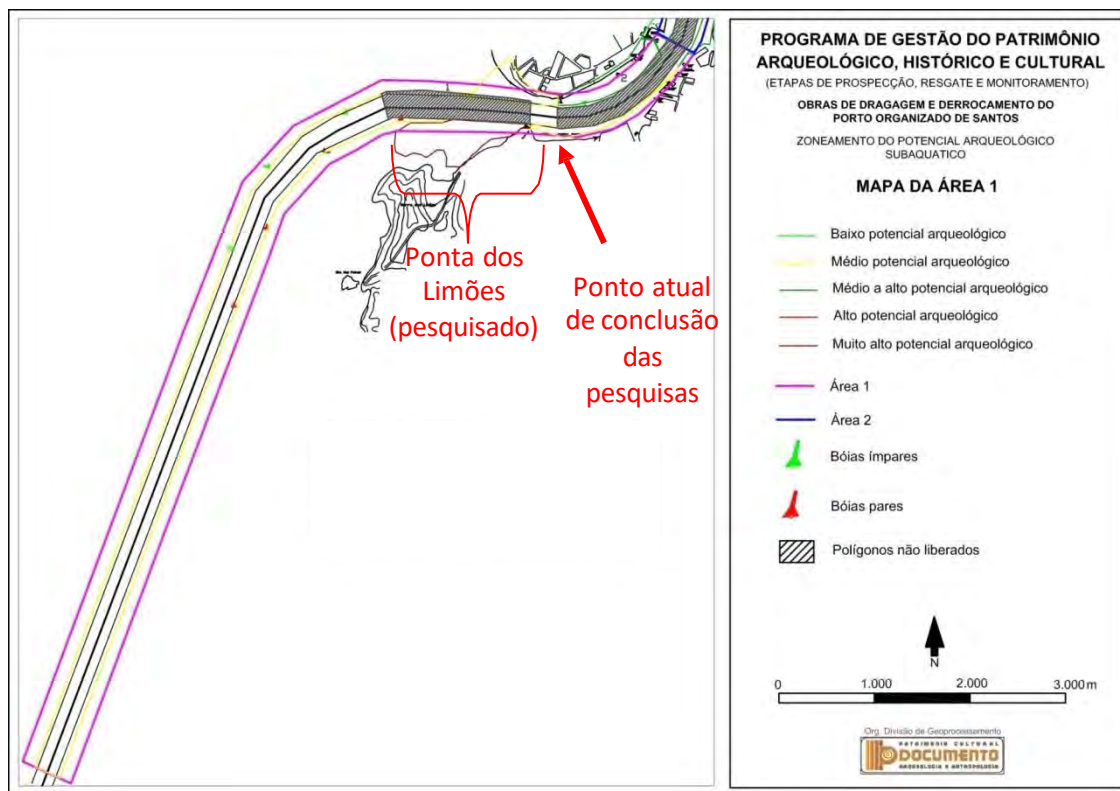 Ponta dos
Limões
(pesquisado)
Ponto atual
de conclusão
das
pesquisas
PROGRAMA DE GESTÃO DO PATRIMÔNIO
ARQUEOLÓGICO, HISTÓRICO E CULTURAL
(ETAPAS DE PROSPECÇÃO, RESGATE E MONITORAMENTO)
OBRAS DE DRAGAGEM E DERROCAMENTO DO
PORTO ORGANIZADO DE SANTOS
ZONEAMENTO DO POTENCIAL ARQUEOLÓGICO
SUBAQUATICO
MAPA DA ÁREA 1
Baixo potencial arqueológico
Médio potencial arqueológico
Médio a alto potencial arqueológico
Alto potencial arqueológico
Muito alto potencial arqueológico
Área 1
Área 2
Bóias ímpares
Bóias pares
Polígonos não liberados
N
0 1.000 2.000 3.000 m
Org. Divisão de Geoprocessamento
PATRIMÔNIO CULTURAL
DOCUMENTO
ARQUEOLOGIA E ANTROPOLOGIA